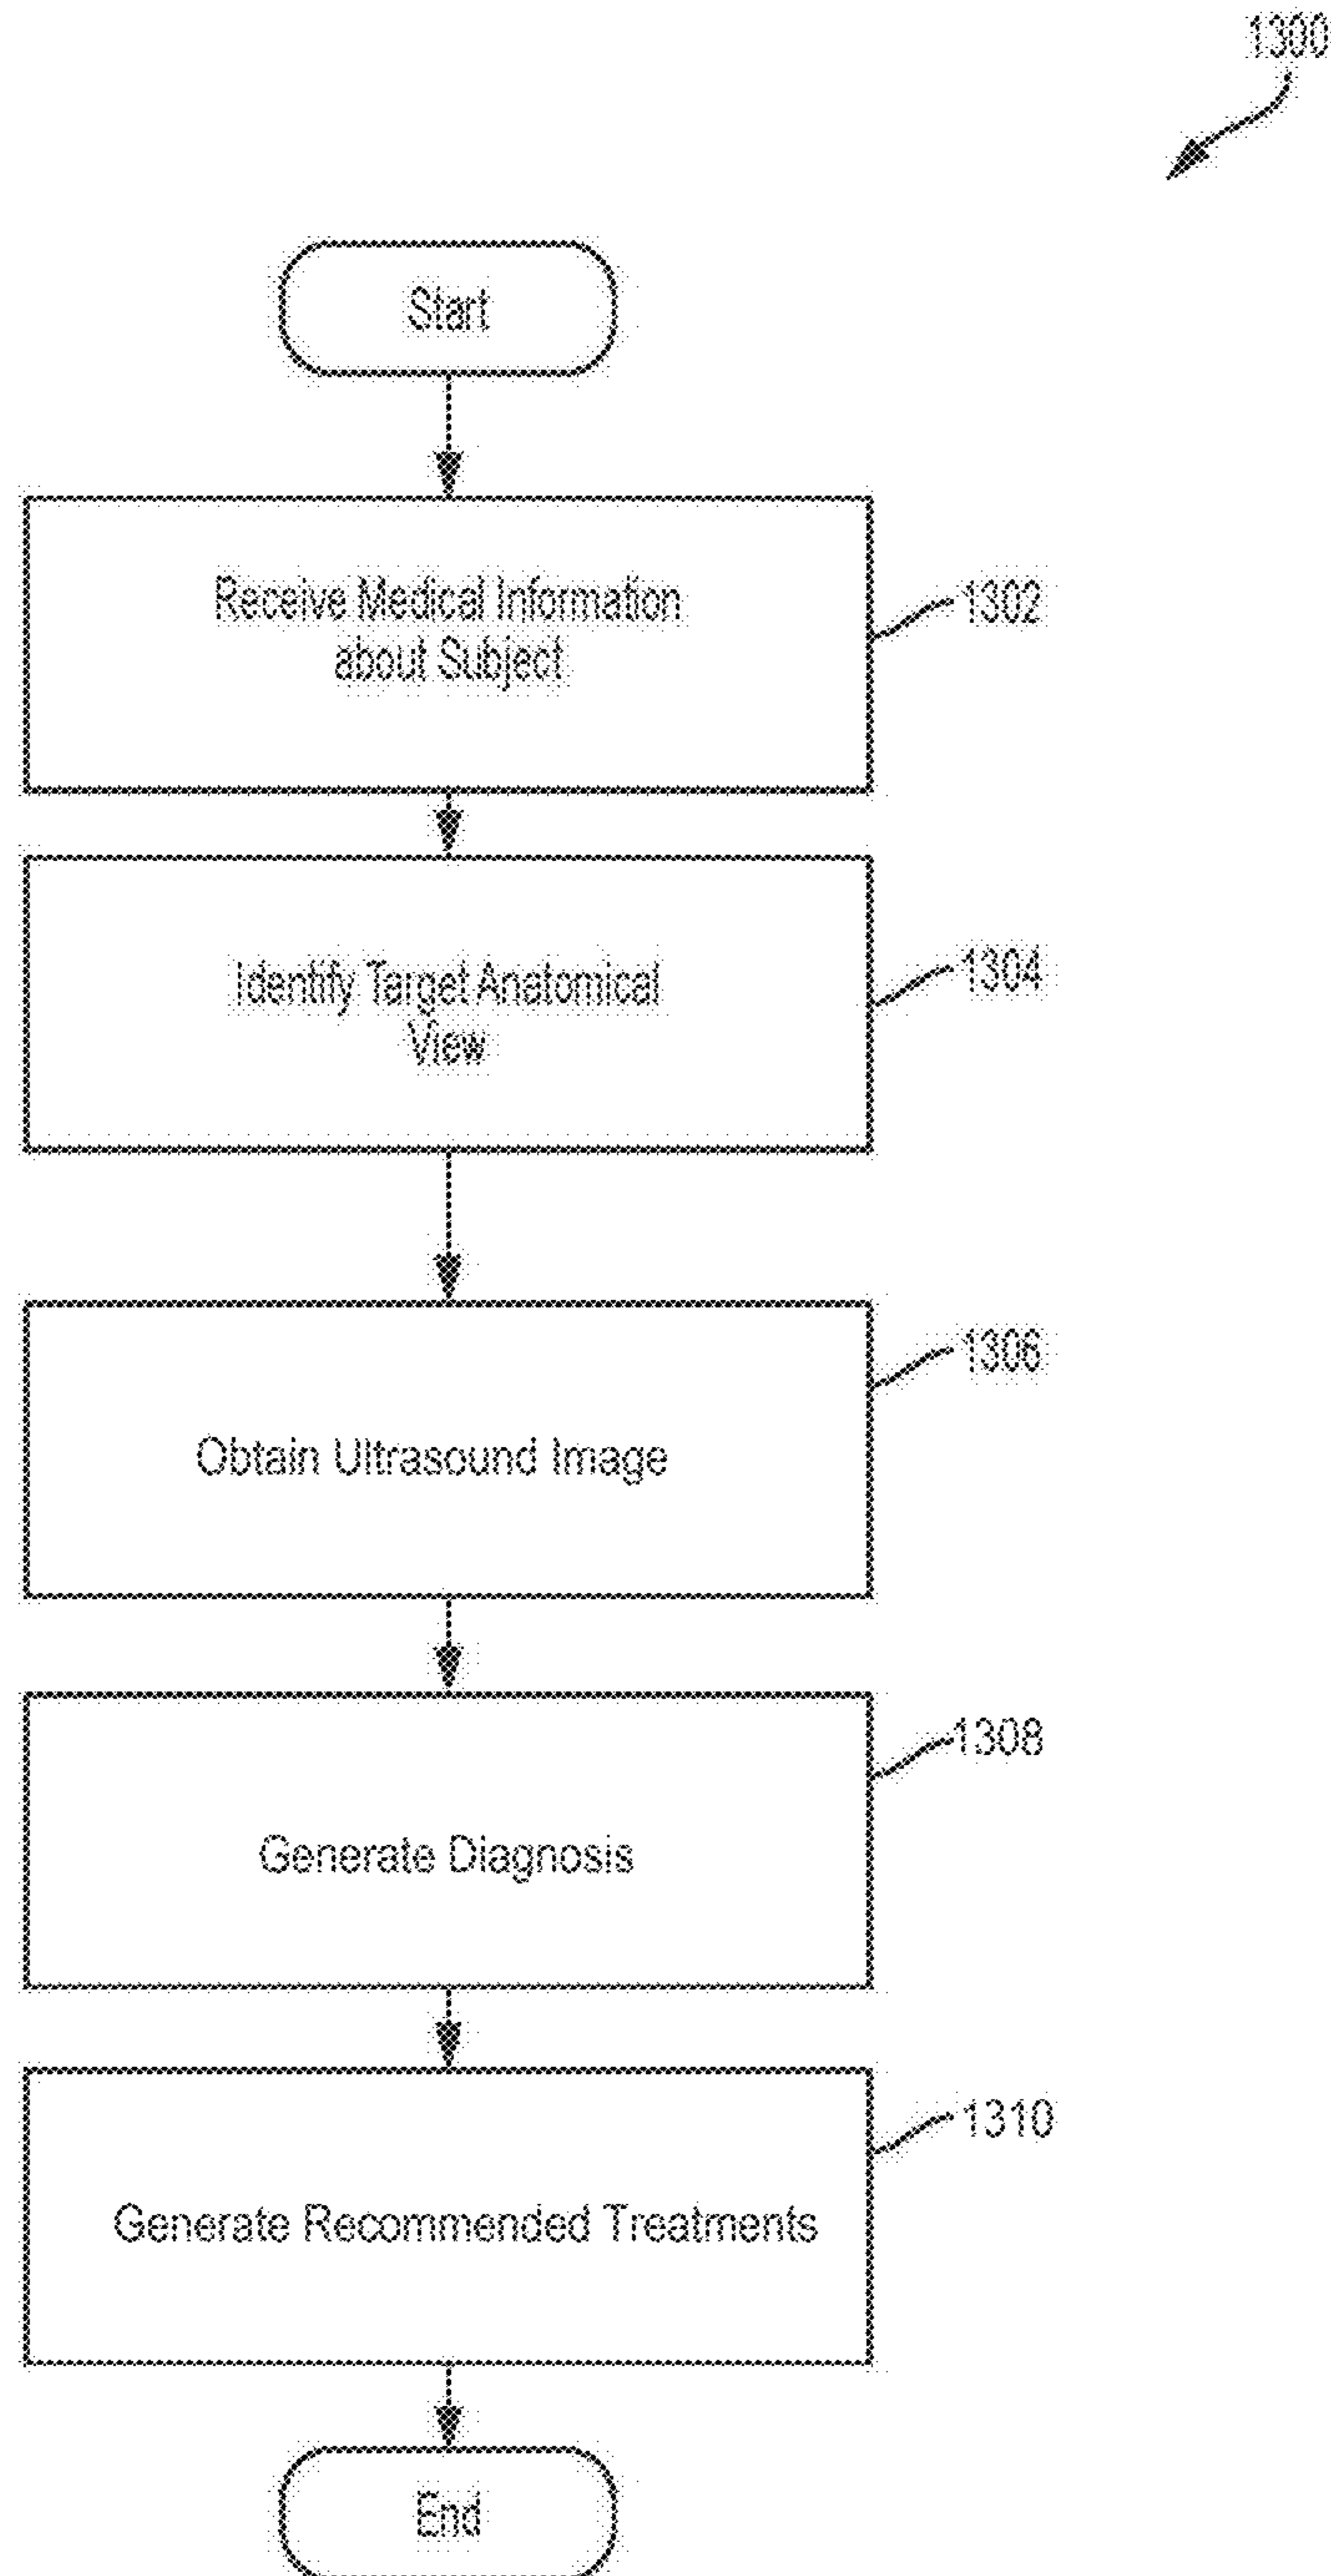 1300
Start
Receive Medical Information
about Subject
1302
Identify Target Anatomical
View
1304
Obtain Ultrasound Image
1306
Generate Diagnosis
1308
Generate Recommended Treatments
1310
End